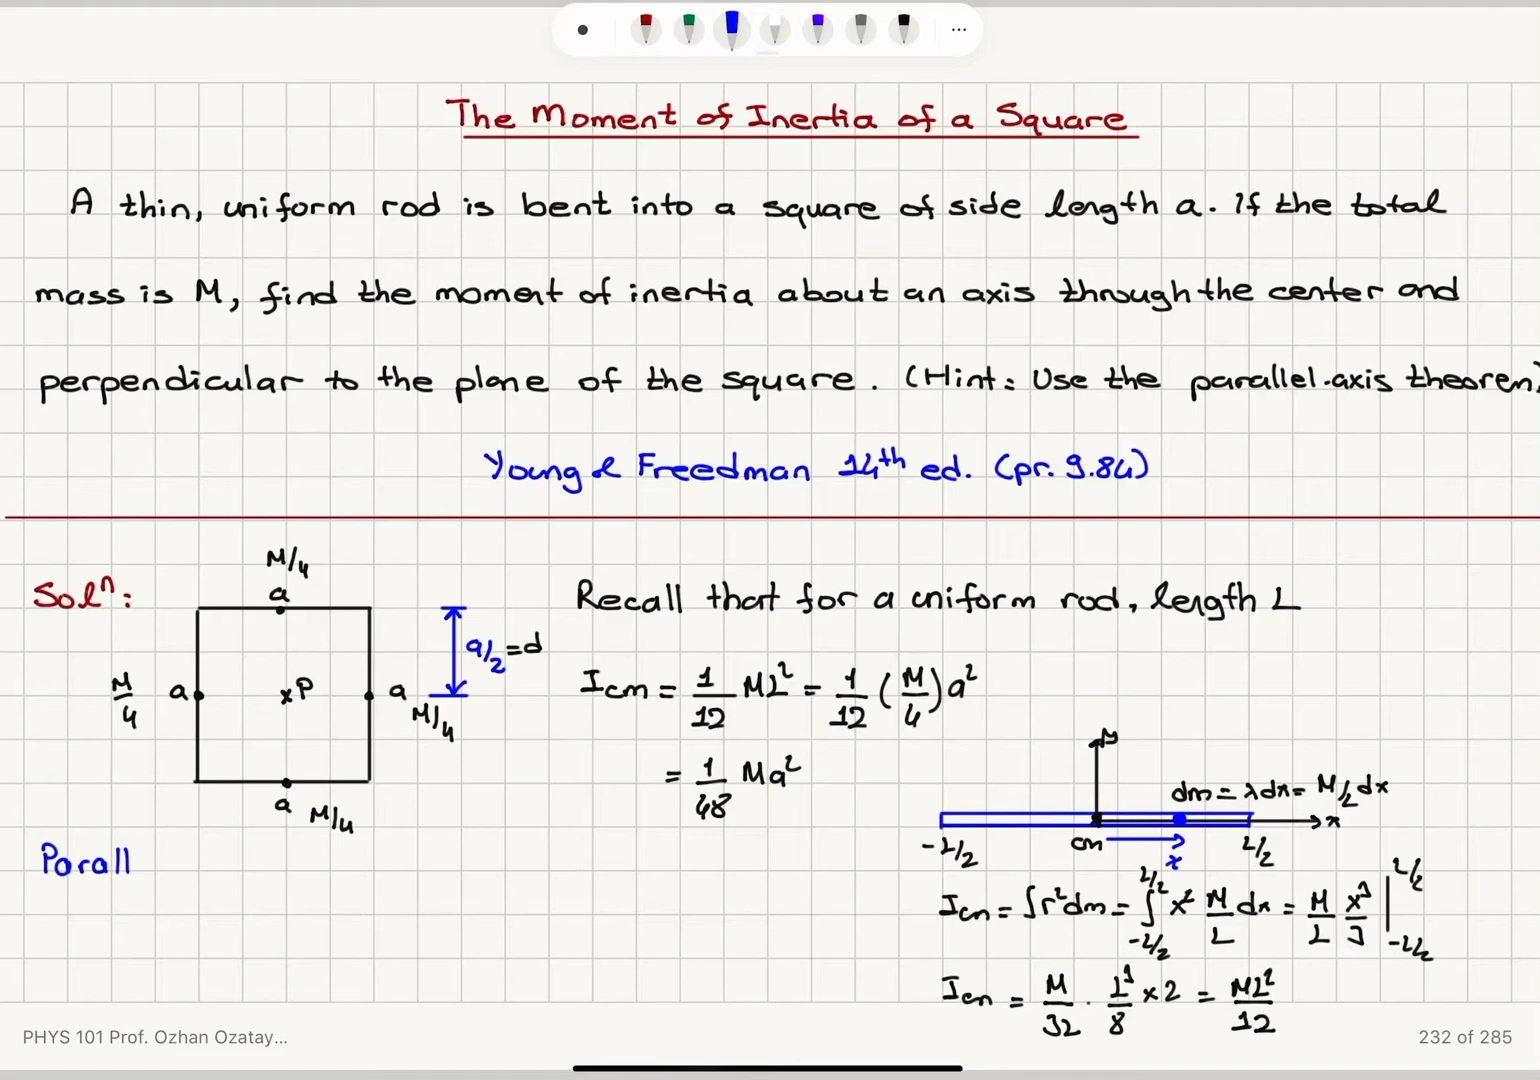 The Moment of Inertia of a Square
A thin, uniform rod is bent into a square of side length a. If the total
mass is M, find the moment of inertia about an axis through the center and
perpendicular to the plane of the square. (Hint: Use the parallel-axis theorem)
Young & Freedman 14th ed. (pr. 9.84)
Solⁿ:
M/4
a
a/2 = d
M/4 a
x P
a
M/4
a M/4
Recall that for a uniform rod, length L
Icm = 1/12 ML² = 1/12 (M/4) a²
= 1/48 Ma²
y
dm = λdx = M/L dx
x
-L/2 cm x L/2
Icm = ∫r²dm = ∫_{-L/2}^{L/2} x² M/L dx = M/L x³/3 |_{-L/2}^{L/2}
Icm = M/3L · L³/8 x 2 = ML²/12
Parall
PHYS 101 Prof. Ozhan Ozatay...
232 of 285